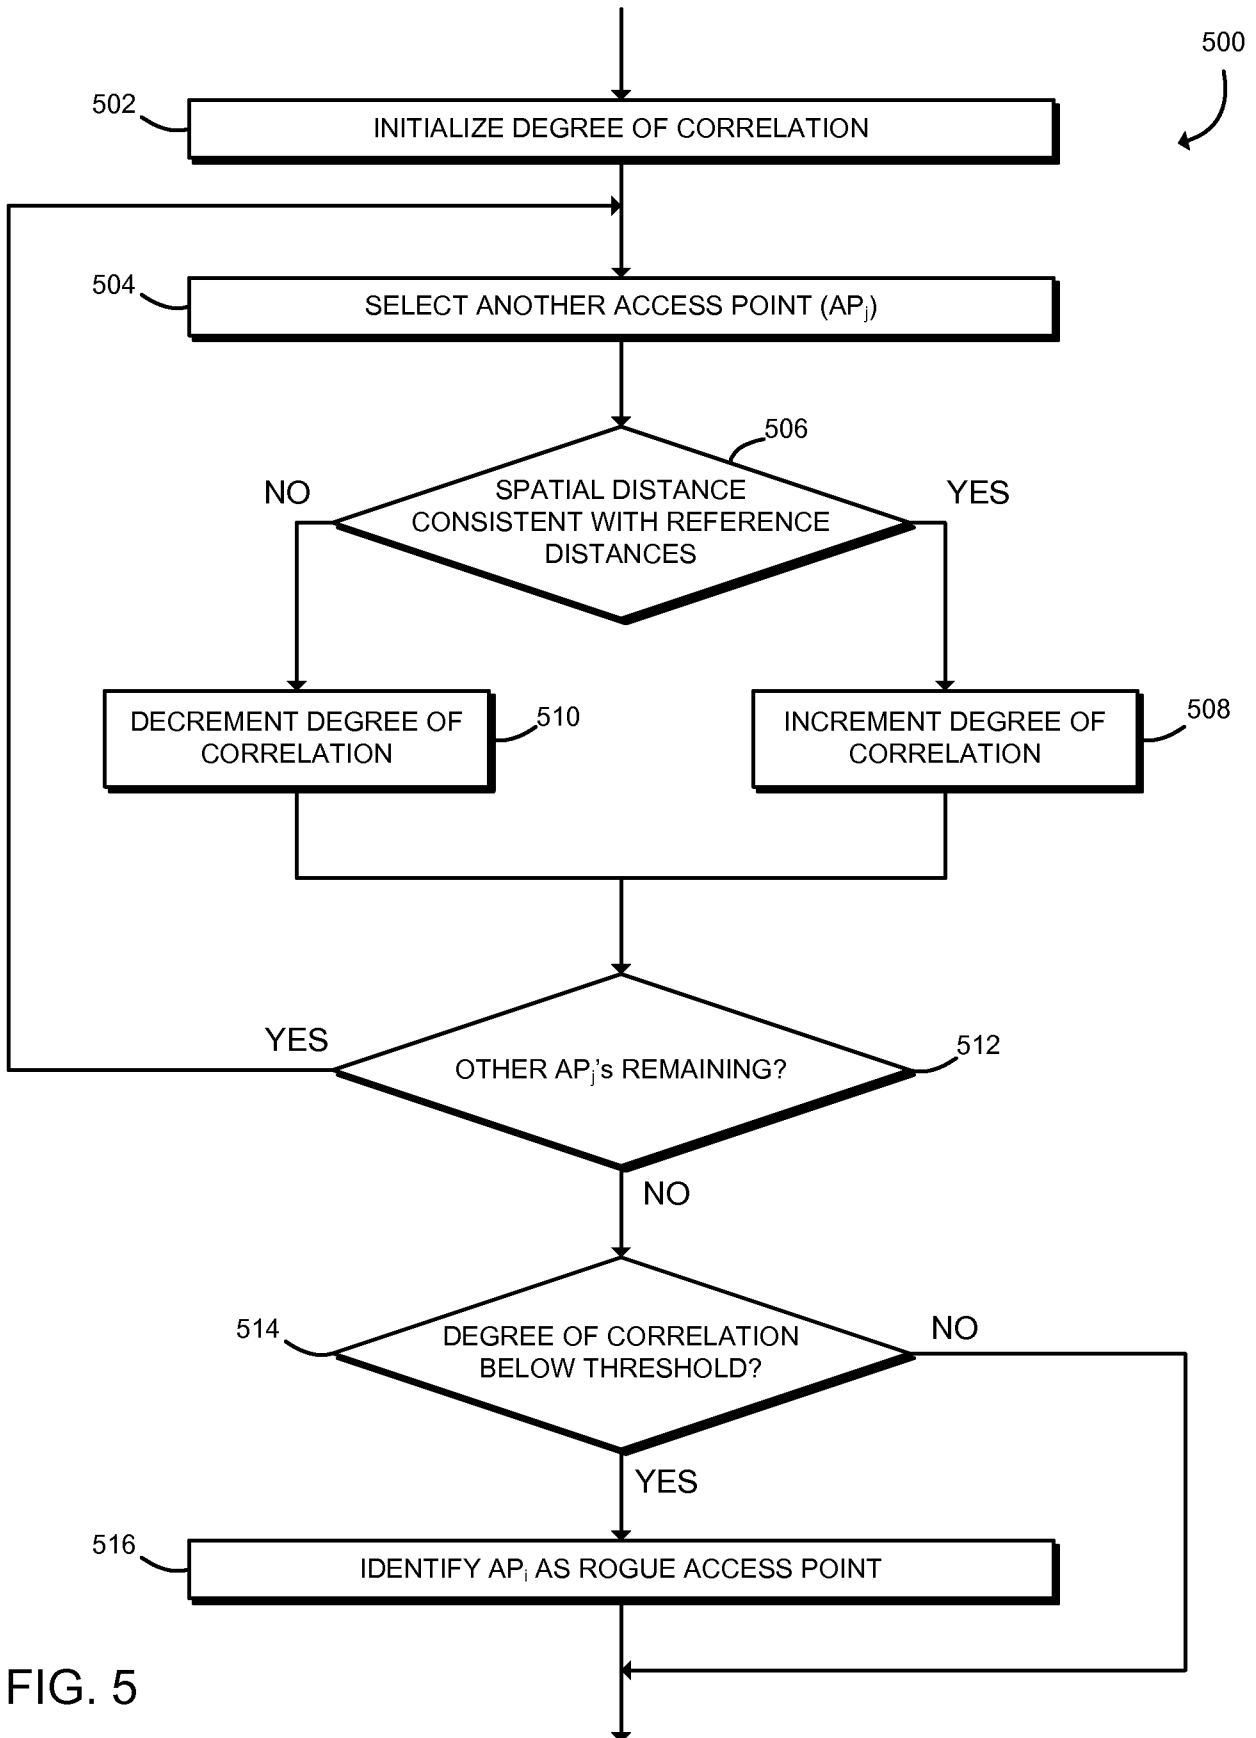 500
502
INITIALIZE DEGREE OF CORRELATION
504
SELECT ANOTHER ACCESS POINT (APj)
506
NO
YES
SPATIAL DISTANCE
CONSISTENT WITH REFERENCE
DISTANCES
DECREMENT DEGREE OF
CORRELATION
510
INCREMENT DEGREE OF
CORRELATION
508
YES
OTHER APj's REMAINING?
512
NO
514
DEGREE OF CORRELATION
BELOW THRESHOLD?
NO
YES
516
IDENTIFY APi AS ROGUE ACCESS POINT
FIG. 5